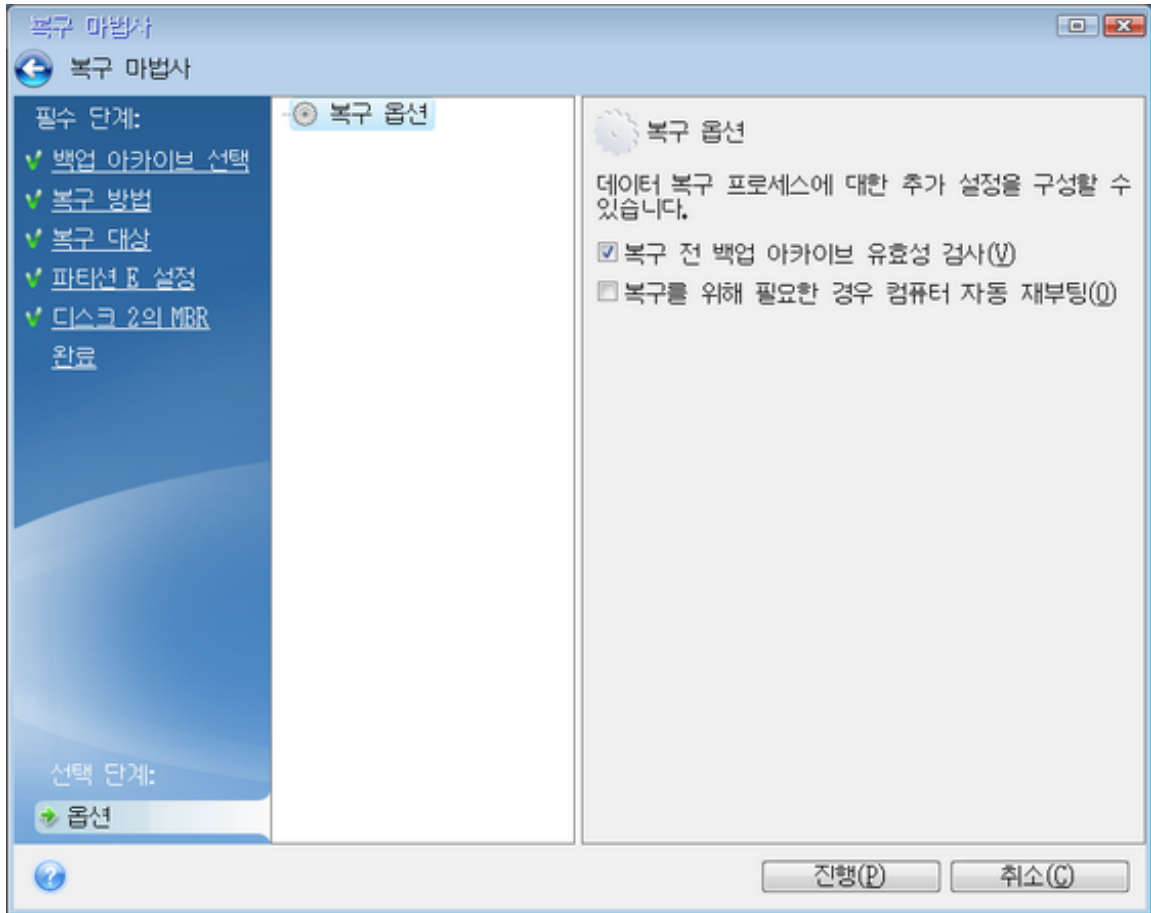 복구 마법사
복구 마법사
필수 단계:
백업 아카이브 선택
복구 방법
복구 대상
파티션 E 설정
디스크 2의 MBR
완료
선택 단계:
옵션
복구 옵션
복구 옵션
데이터 복구 프로세스에 대한 추가 설정을 구성할 수
있습니다.
복구 전 백업 아카이브 유효성 검사(V)
복구를 위해 필요한 경우 컴퓨터 자동 재부팅(O)
진행(P)
취소(C)